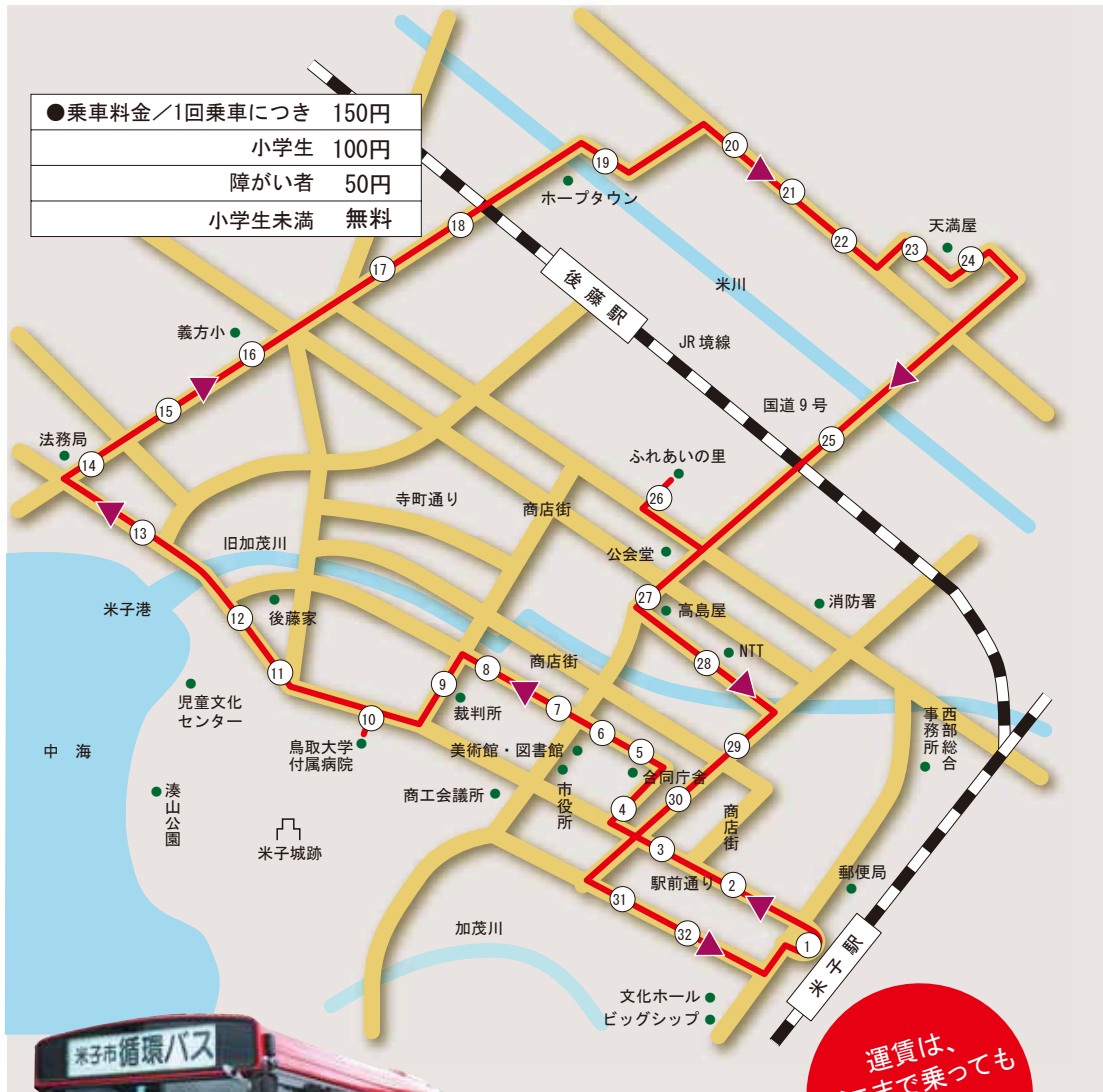 ●乗車料金／1回乗車につき 150円
小学生 100円
障がい者 50円
小学生未満 無料
20
19
21
ホープタウン
18
22
23
天満屋
24
17
後藤駅
米川
義方小
16
JR境線
15
国道9号
25
法務局
14
ふれあいの里
26
寺町通り
商店街
13
旧加茂川
公会堂
米子港
後藤家
27
高島屋
消防署
12
28
NTT
商店街
11
8
9
児童文化
センター
裁判所
7
10
鳥取大学
付属病院
美術館・図書館
6
5
29
西部総合
事務所
中海
合同庁舎
湊山公園
商工会議所
市役所
4
30
商店街
米子城跡
3
駅前通り
2
郵便局
31
加茂川
32
1
米子駅
文化ホール
ビッグシップ
米子市循環バス
運賃は、
まで乗っても